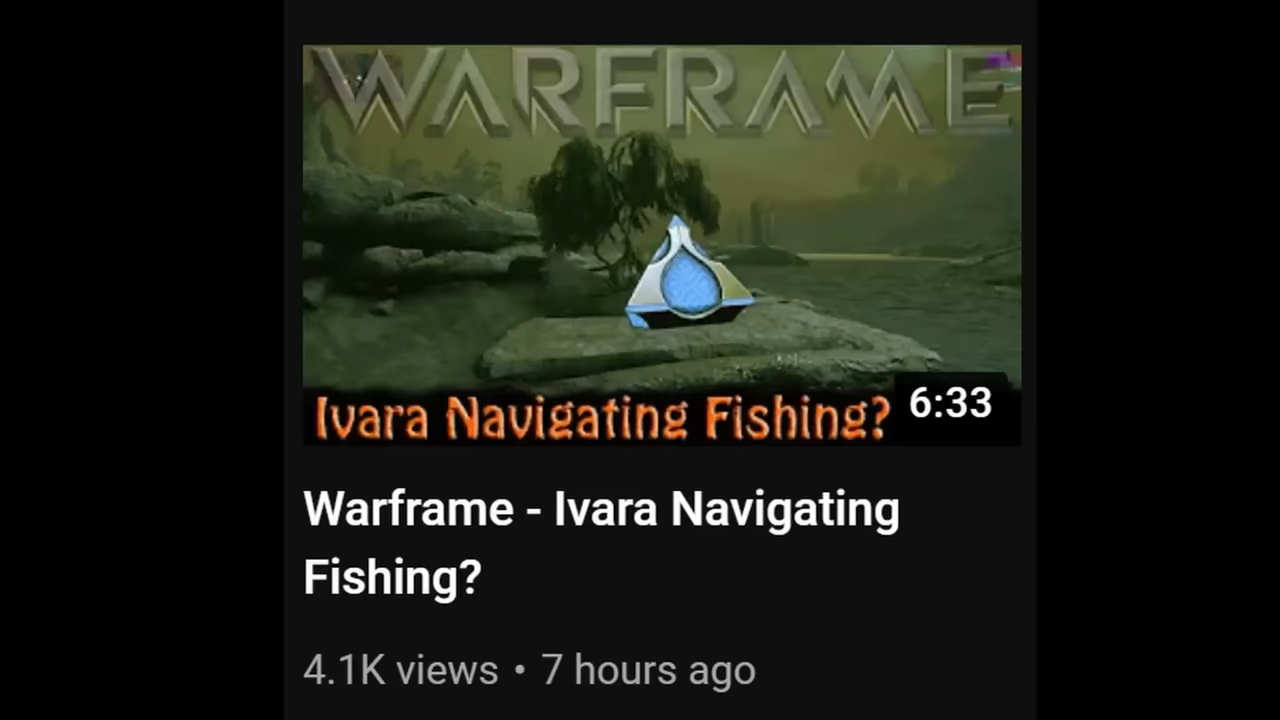 WARFRAME
Ivara Navigating Fishing?
6:33
Warframe - Ivara Navigating
Fishing?
4.1K views • 7 hours ago